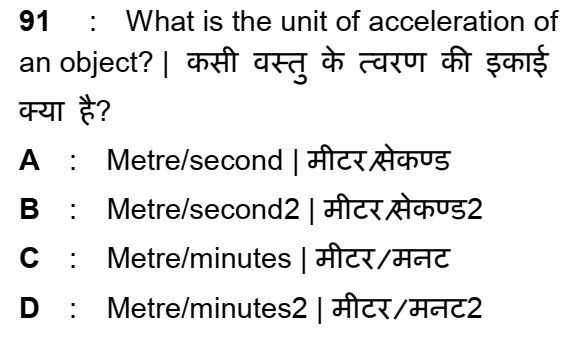 91 : What is the unit of acceleration of
an object? | कसी वस्तु के त्वरण की इकाई
क्या है?
A : Metre/second | मीटर/सेकण्ड
B : Metre/second2 | मीटर/सेकण्ड2
C : Metre/minutes | मीटर/मनट
D : Metre/minutes2 | मीटर/मनट2